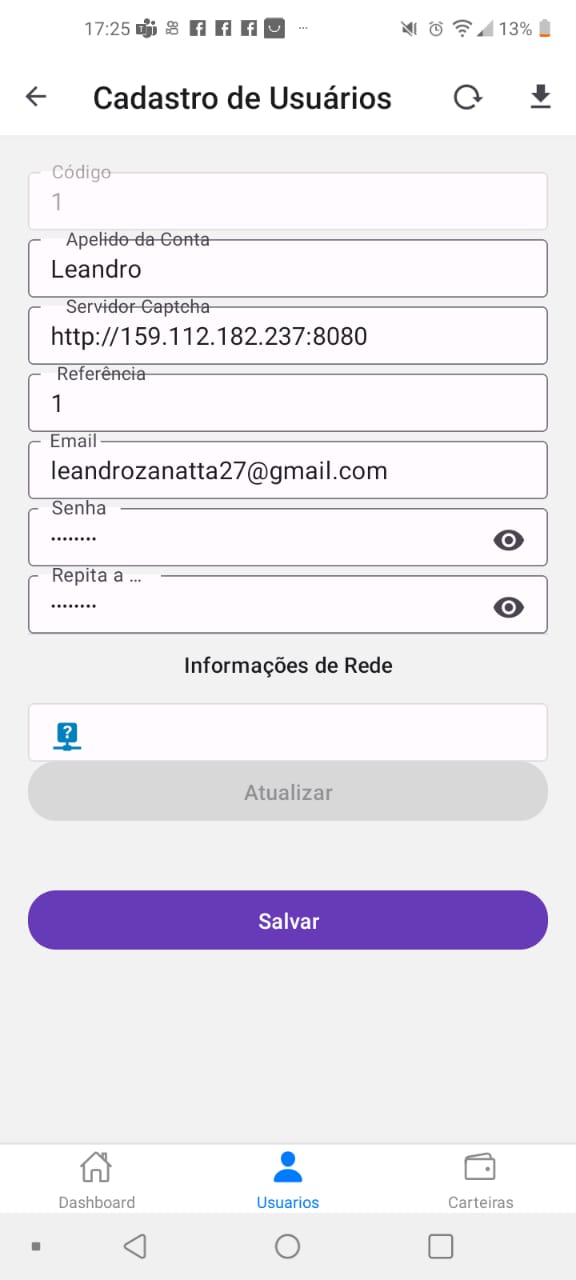 17:25
13%
Cadastro de Usuários
Código
1
Apelido da Conta
Leandro
Servidor Captcha
http://159.112.182.237:8080
Referência
1
Email
leandrozanatta27@gmail.com
Senha
••••••••
Repita a ...
••••••••
Informações de Rede
Atualizar
Salvar
Dashboard
Usuarios
Carteiras